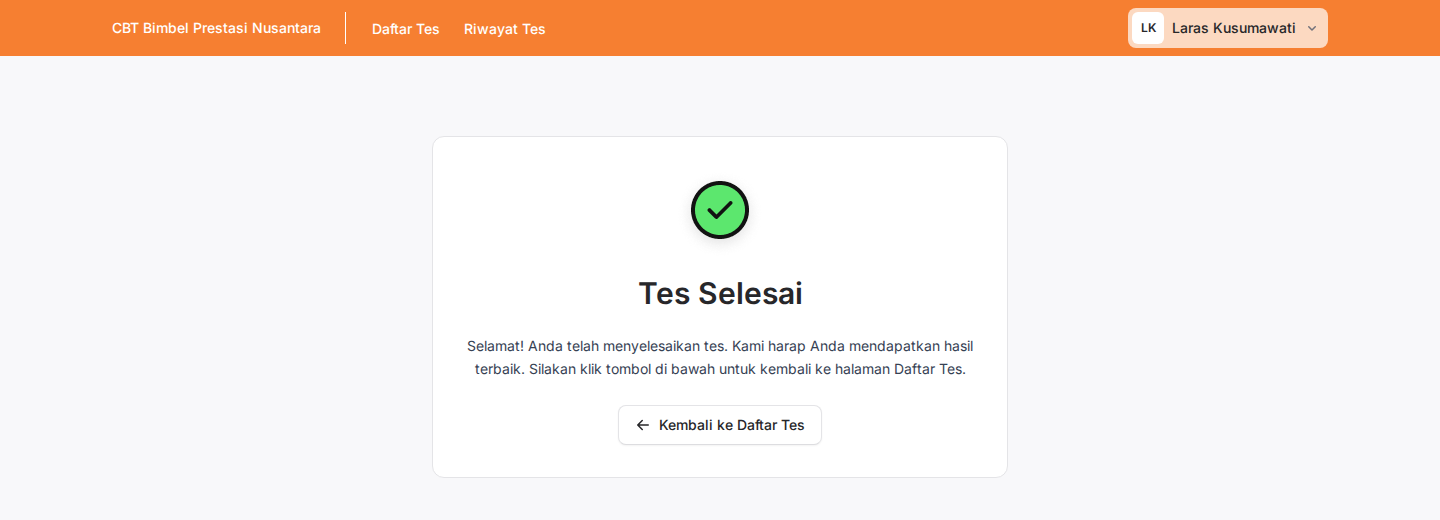 CBT Bimbel Prestasi Nusantara
Daftar Tes
Riwayat Tes
LK
Laras Kusumawati
Tes Selesai
Selamat! Anda telah menyelesaikan tes. Kami harap Anda mendapatkan hasil
terbaik. Silakan klik tombol di bawah untuk kembali ke halaman Daftar Tes.
Kembali ke Daftar Tes